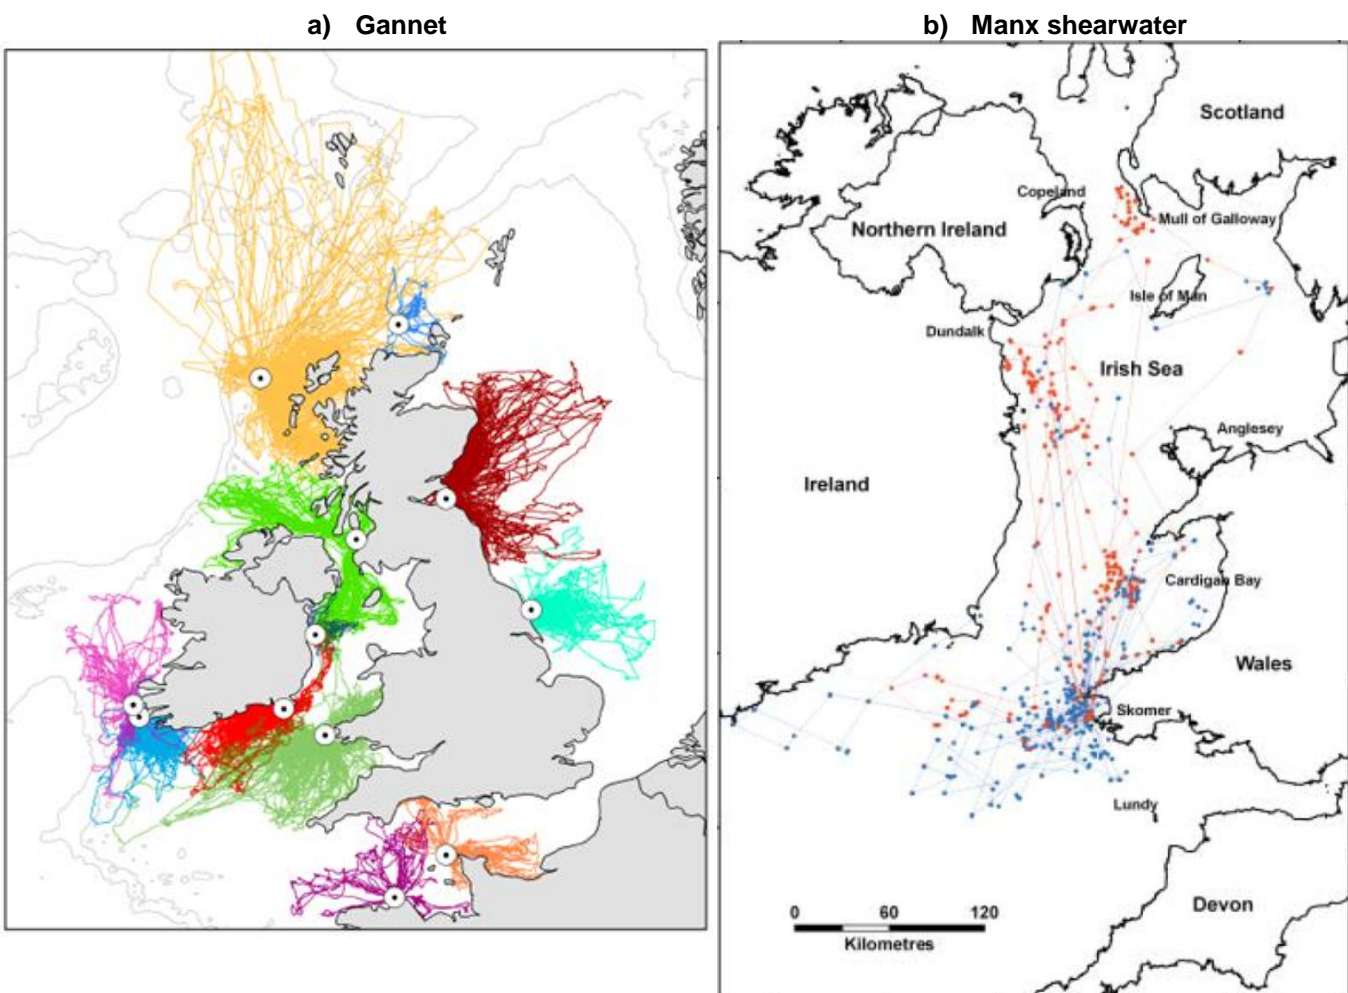 a) Gannet
b) Manx shearwater
Scotland
Copeland
Mull of Galloway
Northern Ireland
Isle of Man
Dundalk
Irish Sea
Anglesey
Ireland
Cardigan Bay
Wales
Skomer
Lundy
Devon
0 60 120
Kilometres